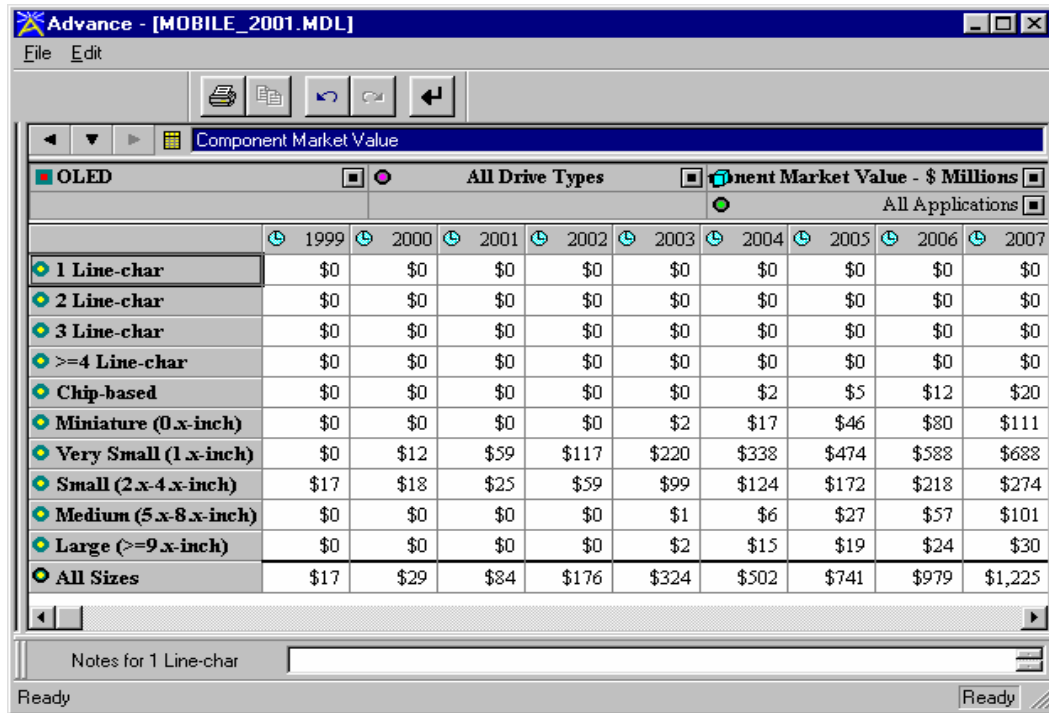 Advance - [MOBILE_2001.MDL]
File Edit
Component Market Value
OLED All Drive Types nent Market Value - $ Millions
All Applications
1999 2000 2001 2002 2003 2004 2005 2006 2007
1 Line-char $0 $0 $0 $0 $0 $0 $0 $0 $0
2 Line-char $0 $0 $0 $0 $0 $0 $0 $0 $0
3 Line-char $0 $0 $0 $0 $0 $0 $0 $0 $0
>=4 Line-char $0 $0 $0 $0 $0 $0 $0 $0 $0
Chip-based $0 $0 $0 $0 $0 $2 $5 $12 $20
Miniature (0.x-inch) $0 $0 $0 $0 $2 $17 $46 $80 $111
Very Small (1.x-inch) $0 $12 $59 $117 $220 $338 $474 $588 $688
Small (2.x-4.x-inch) $17 $18 $25 $59 $99 $124 $172 $218 $274
Medium (5.x-8.x-inch) $0 $0 $0 $0 $1 $6 $27 $57 $101
Large (>=9.x-inch) $0 $0 $0 $0 $2 $15 $19 $24 $30
All Sizes $17 $29 $84 $176 $324 $502 $741 $979 $1,225
Notes for 1 Line-char
Ready Ready